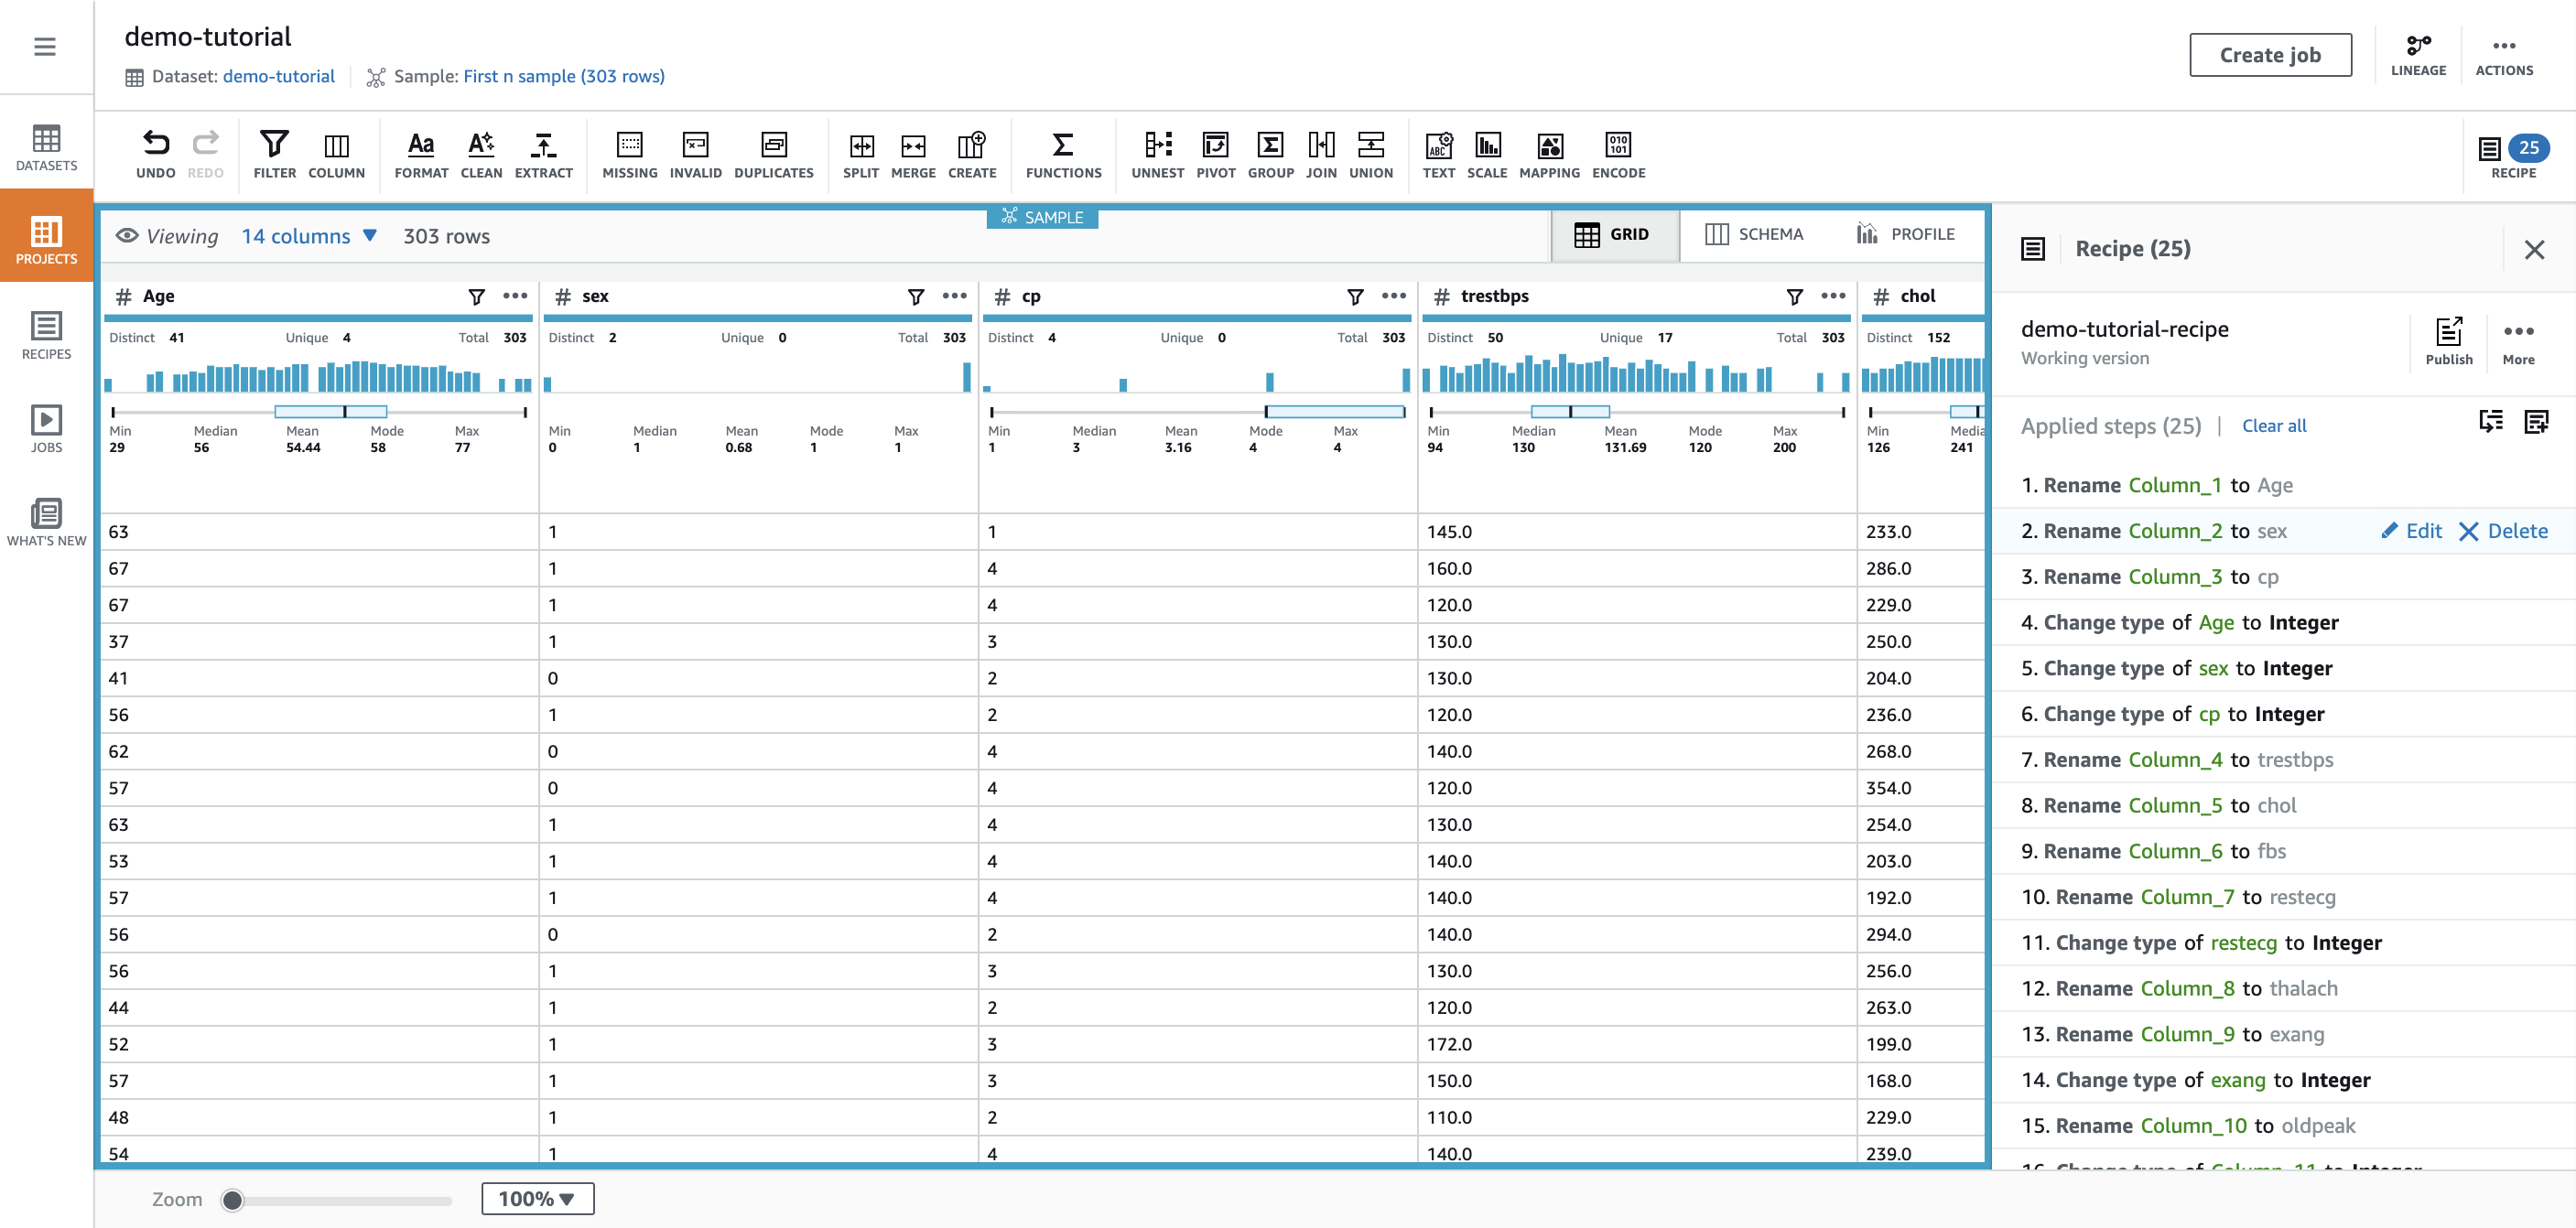 demo-tutorial
Dataset: demo-tutorial Sample: First n sample (303 rows)
Create job
LINEAGE
ACTIONS
DATASETS
PROJECTS
RECIPES
JOBS
WHAT'S NEW
UNDO REDO FILTER COLUMN FORMAT CLEAN EXTRACT MISSING INVALID DUPLICATES SPLIT MERGE CREATE FUNCTIONS UNNEST PIVOT GROUP JOIN UNION TEXT SCALE MAPPING ENCODE
25
RECIPE
Viewing 14 columns 303 rows
SAMPLE
GRID SCHEMA PROFILE
# Age # sex # cp # trestbps # chol
Distinct 41 Unique 4 Total 303 Distinct 2 Unique 0 Total 303 Distinct 4 Unique 0 Total 303 Distinct 50 Unique 17 Total 303 Distinct 152
Min Median Mean Mode Max Min Median Mean Mode Max Min Median Mean Mode Max Min Median Mean Mode Max Min Media
29 56 54.44 58 77 0 1 0.68 1 1 1 3 3.16 4 4 94 130 131.69 120 200 126 241
63 1 1 145.0 233.0
67 1 4 160.0 286.0
67 1 4 120.0 229.0
37 1 3 130.0 250.0
41 0 2 130.0 204.0
56 1 2 120.0 236.0
62 0 4 140.0 268.0
57 0 4 120.0 354.0
63 1 4 130.0 254.0
53 1 4 140.0 203.0
57 1 4 140.0 192.0
56 0 2 140.0 294.0
56 1 3 130.0 256.0
44 1 2 120.0 263.0
52 1 3 172.0 199.0
57 1 3 150.0 168.0
48 1 2 110.0 229.0
54 1 4 140.0 239.0
Zoom 100%
Recipe (25)
demo-tutorial-recipe
Working version
Publish
More
Applied steps (25) | Clear all
1. Rename Column_1 to Age
2. Rename Column_2 to sex Edit Delete
3. Rename Column_3 to cp
4. Change type of Age to Integer
5. Change type of sex to Integer
6. Change type of cp to Integer
7. Rename Column_4 to trestbps
8. Rename Column_5 to chol
9. Rename Column_6 to fbs
10. Rename Column_7 to restecg
11. Change type of restecg to Integer
12. Rename Column_8 to thalach
13. Rename Column_9 to exang
14. Change type of exang to Integer
15. Rename Column_10 to oldpeak
16. Change type of Column_11 to Integer